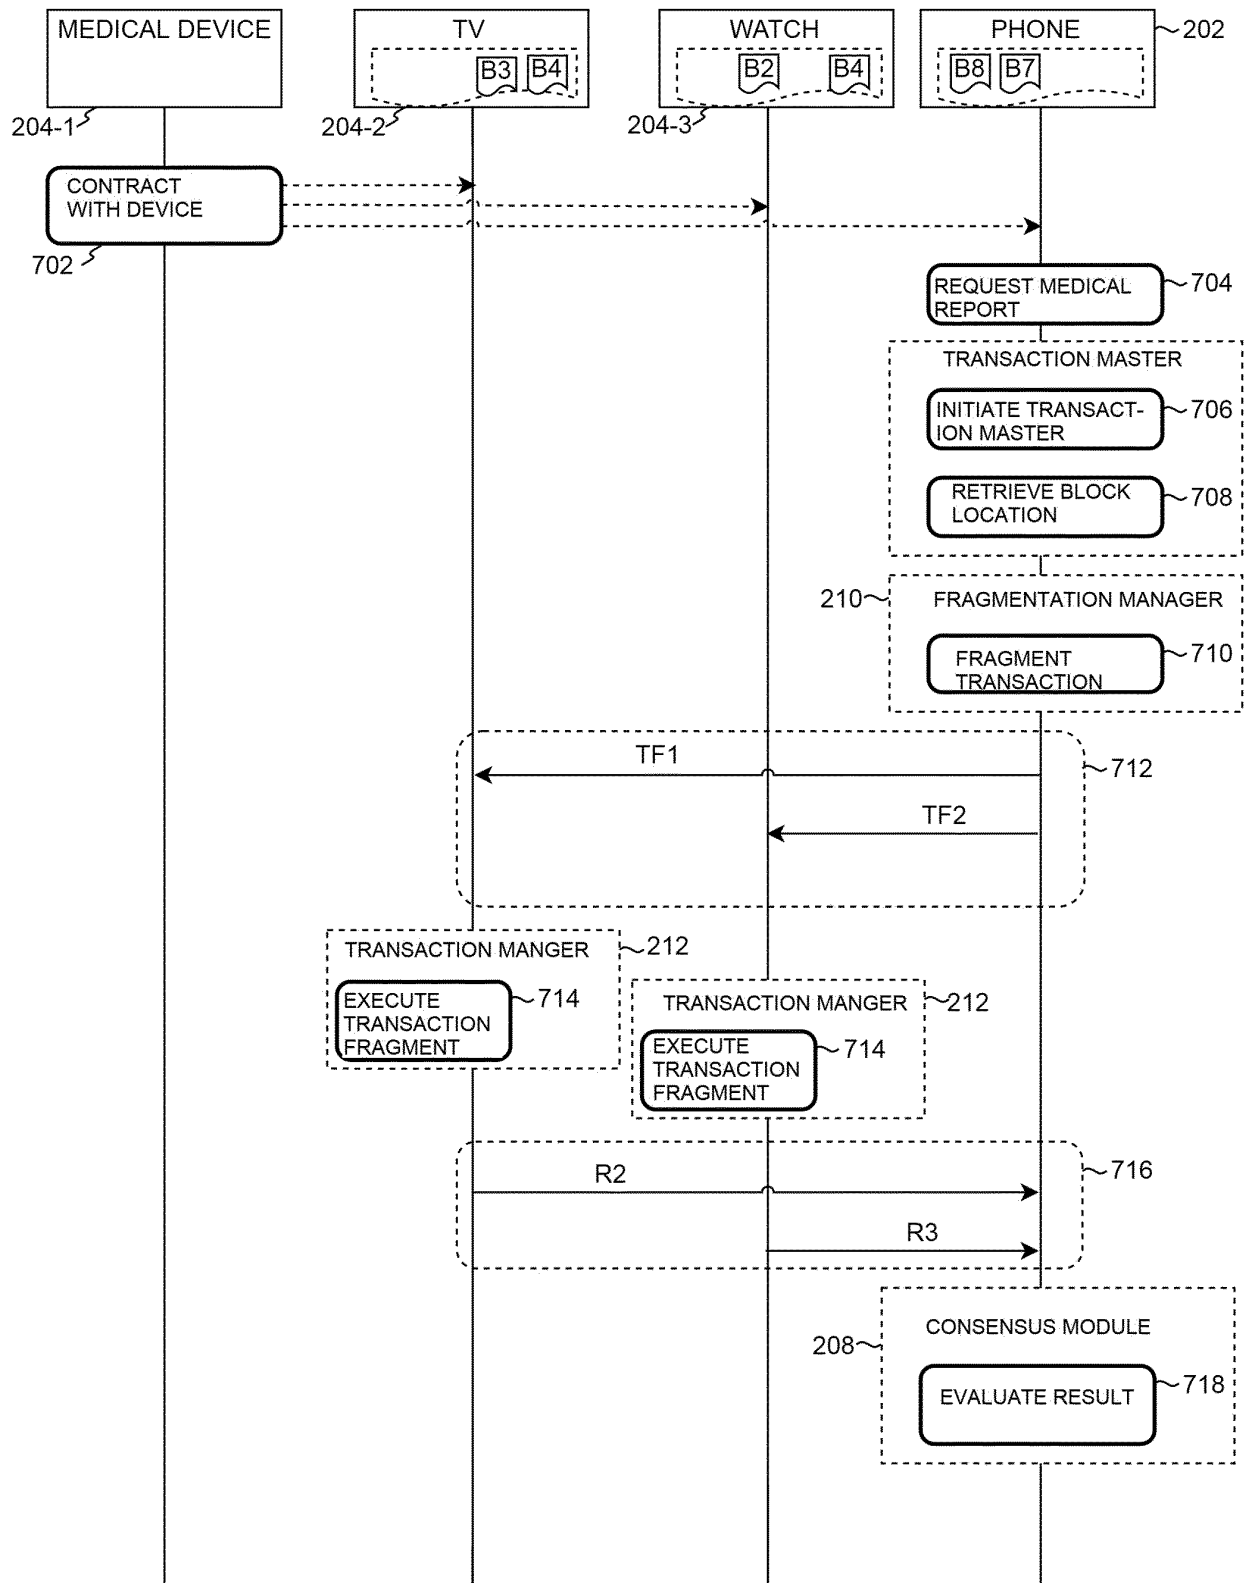 MEDICAL DEVICE
TV
WATCH
PHONE
202
B3
B4
B2
B4
B8
B7
204-1
204-2
204-3
CONTRACT
WITH DEVICE
702
REQUEST MEDICAL
REPORT
704
TRANSACTION MASTER
INITIATE TRANSACT-
ION MASTER
706
RETRIEVE BLOCK
LOCATION
708
210
FRAGMENTATION MANAGER
FRAGMENT
TRANSACTION
710
TF1
712
TF2
TRANSACTION MANGER
212
EXECUTE
TRANSACTION
FRAGMENT
714
TRANSACTION MANGER
212
EXECUTE
TRANSACTION
FRAGMENT
714
R2
716
R3
208
CONSENSUS MODULE
EVALUATE RESULT
718